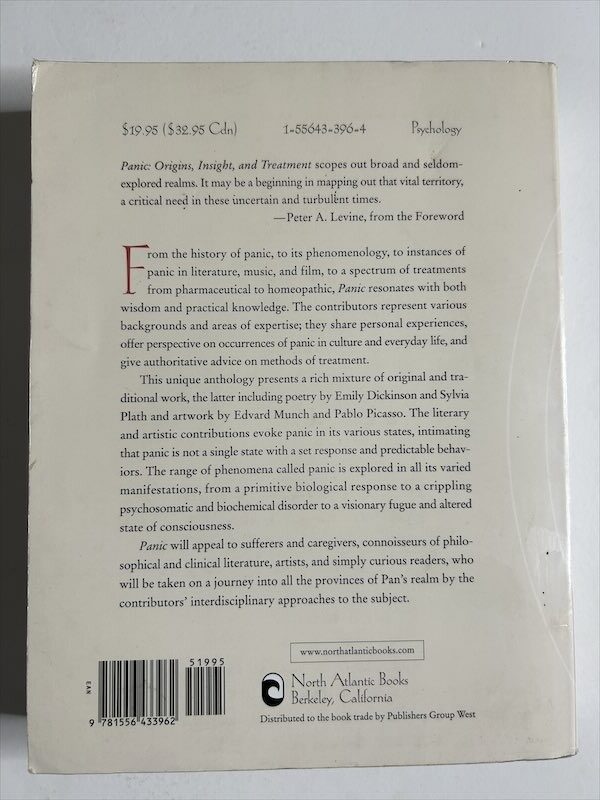 $19.95 ($32.95 Cdn) 1-55643-396-4 Psychology
Panic: Origins, Insight, and Treatment scopes out broad and seldom-
explored realms. It may be a beginning in mapping out that vital territory,
a critical need in these uncertain and turbulent times.
—Peter A. Levine, from the Foreword
From the history of panic, to its phenomenology, to instances of
panic in literature, music, and film, to a spectrum of treatments
from pharmaceutical to homeopathic, Panic resonates with both
wisdom and practical knowledge. The contributors represent various
backgrounds and areas of expertise; they share personal experiences,
offer perspective on occurrences of panic in culture and everyday life, and
give authoritative advice on methods of treatment.
This unique anthology presents a rich mixture of original and tra-
ditional work, the latter including poetry by Emily Dickinson and Sylvia
Plath and artwork by Edvard Munch and Pablo Picasso. The literary
and artistic contributions evoke panic in its various states, intimating
that panic is not a single state with a set response and predictable behav-
iors. The range of phenomena called panic is explored in all its varied
manifestations, from a primitive biological response to a crippling
psychosomatic and biochemical disorder to a visionary fugue and altered
state of consciousness.
Panic will appeal to sufferers and caregivers, connoisseurs of philo-
sophical and clinical literature, artists, and simply curious readers, who
will be taken on a journey into all the provinces of Pan's realm by the
contributors' interdisciplinary approaches to the subject.
www.northatlanticbooks.com
EAN
51995
9 781556 433962
North Atlantic Books
Berkeley, California
Distributed to the book trade by Publishers Group West